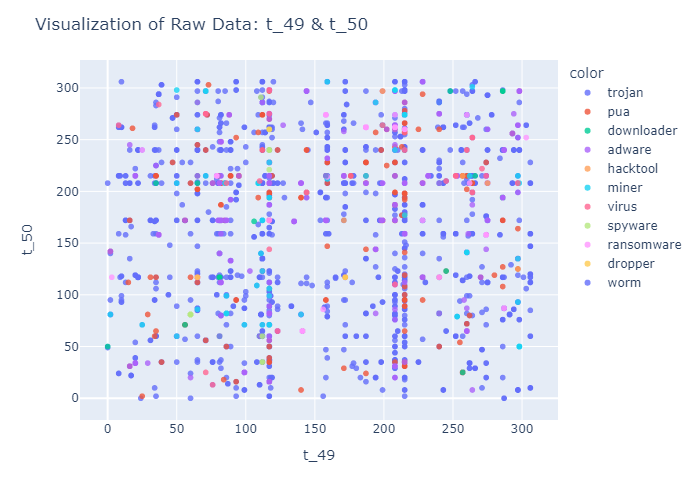 Visualization of Raw Data: t_49 & t_50
color
trojan
pua
downloader
adware
hacktool
miner
virus
spyware
ransomware
dropper
worm
300
250
200
150
100
50
0
t_50
0
50
100
150
200
250
300
t_49